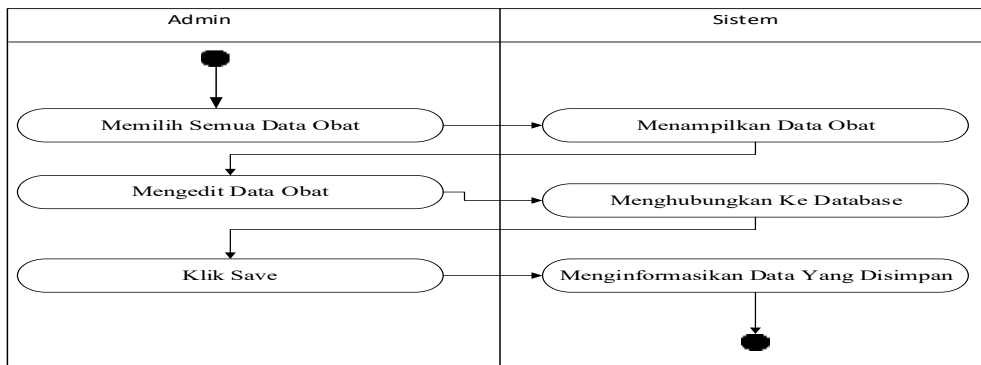 Admin
Sistem
Memilih Semua Data Obat
Menampilkan Data Obat
Mengedit Data Obat
Menghubungkan Ke Database
Klik Save
Menginformasikan Data Yang Disimpan